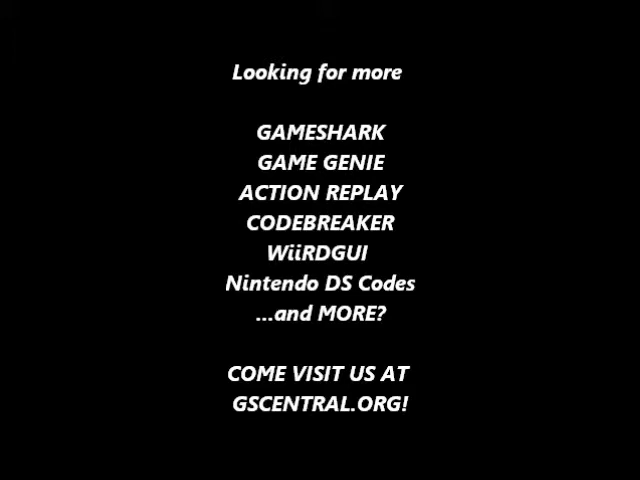 Looking for more
GAMESHARK
GAME GENIE
ACTION REPLAY
CODEBREAKER
WiiRDGUI
Nintendo DS Codes
...and MORE?
COME VISIT US AT
GSCENTRAL.ORG!